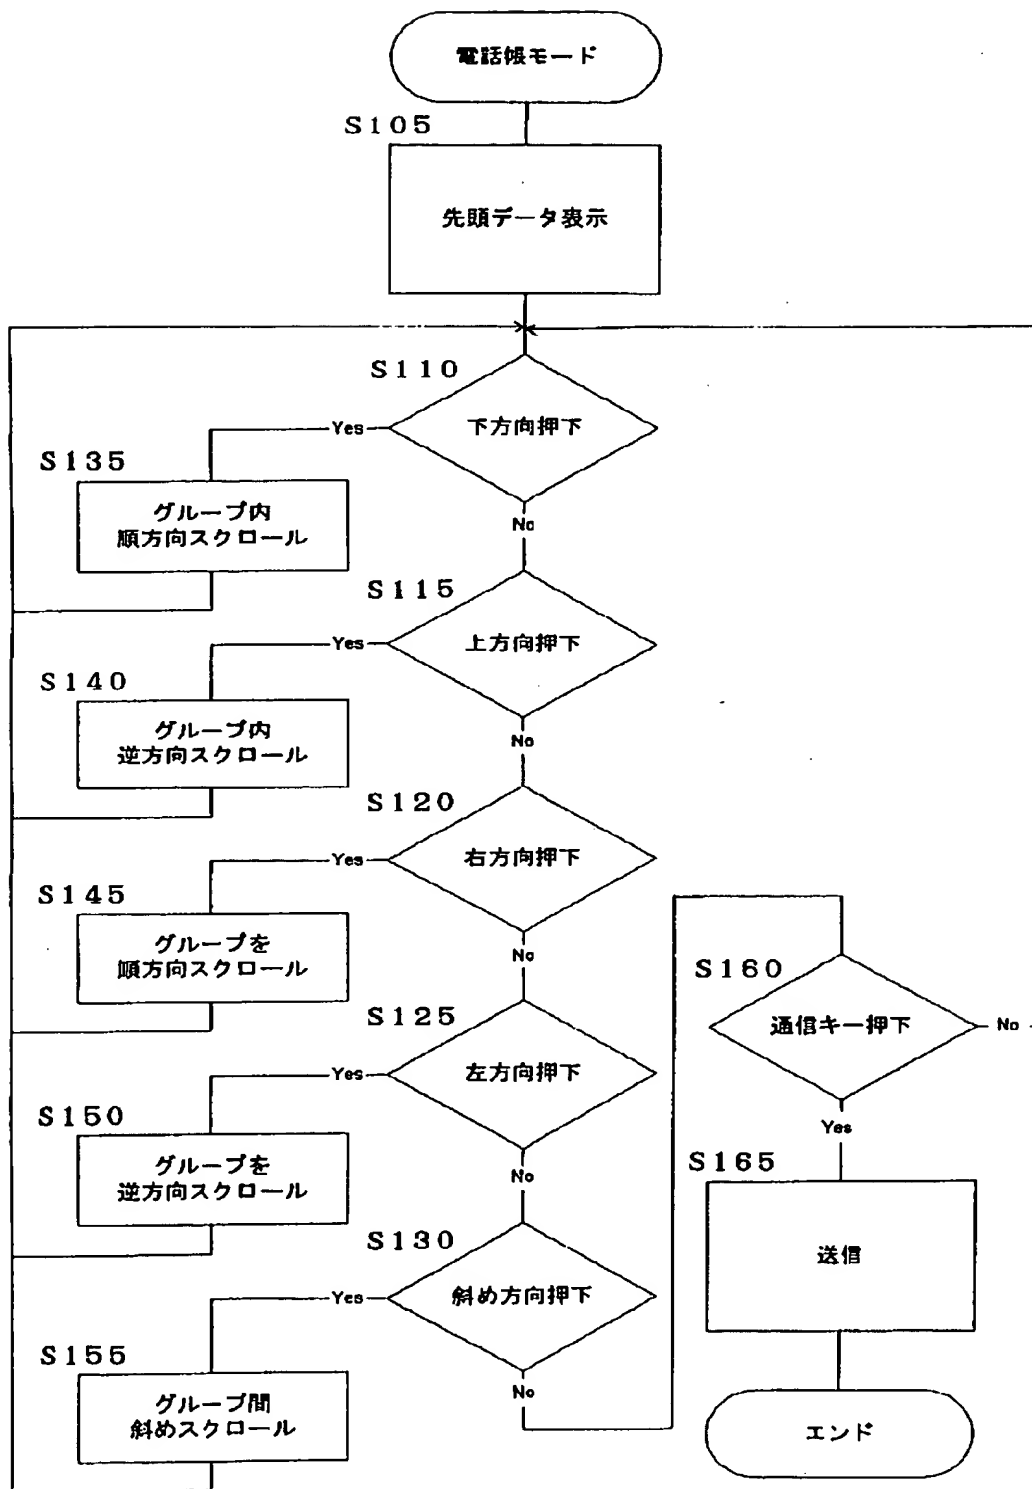 電話帳モード
S105
先頭データ表示
S110
下方向押下
Yes
No
S135
グループ内
順方向スクロール
S115
上方向押下
Yes
No
S140
グループ内
逆方向スクロール
S120
右方向押下
Yes
No
S145
グループを
順方向スクロール
S125
左方向押下
Yes
No
S150
グループを
逆方向スクロール
S130
斜め方向押下
Yes
No
S155
グループ間
斜めスクロール
S160
通信キー押下
No
Yes
S165
送信
エンド